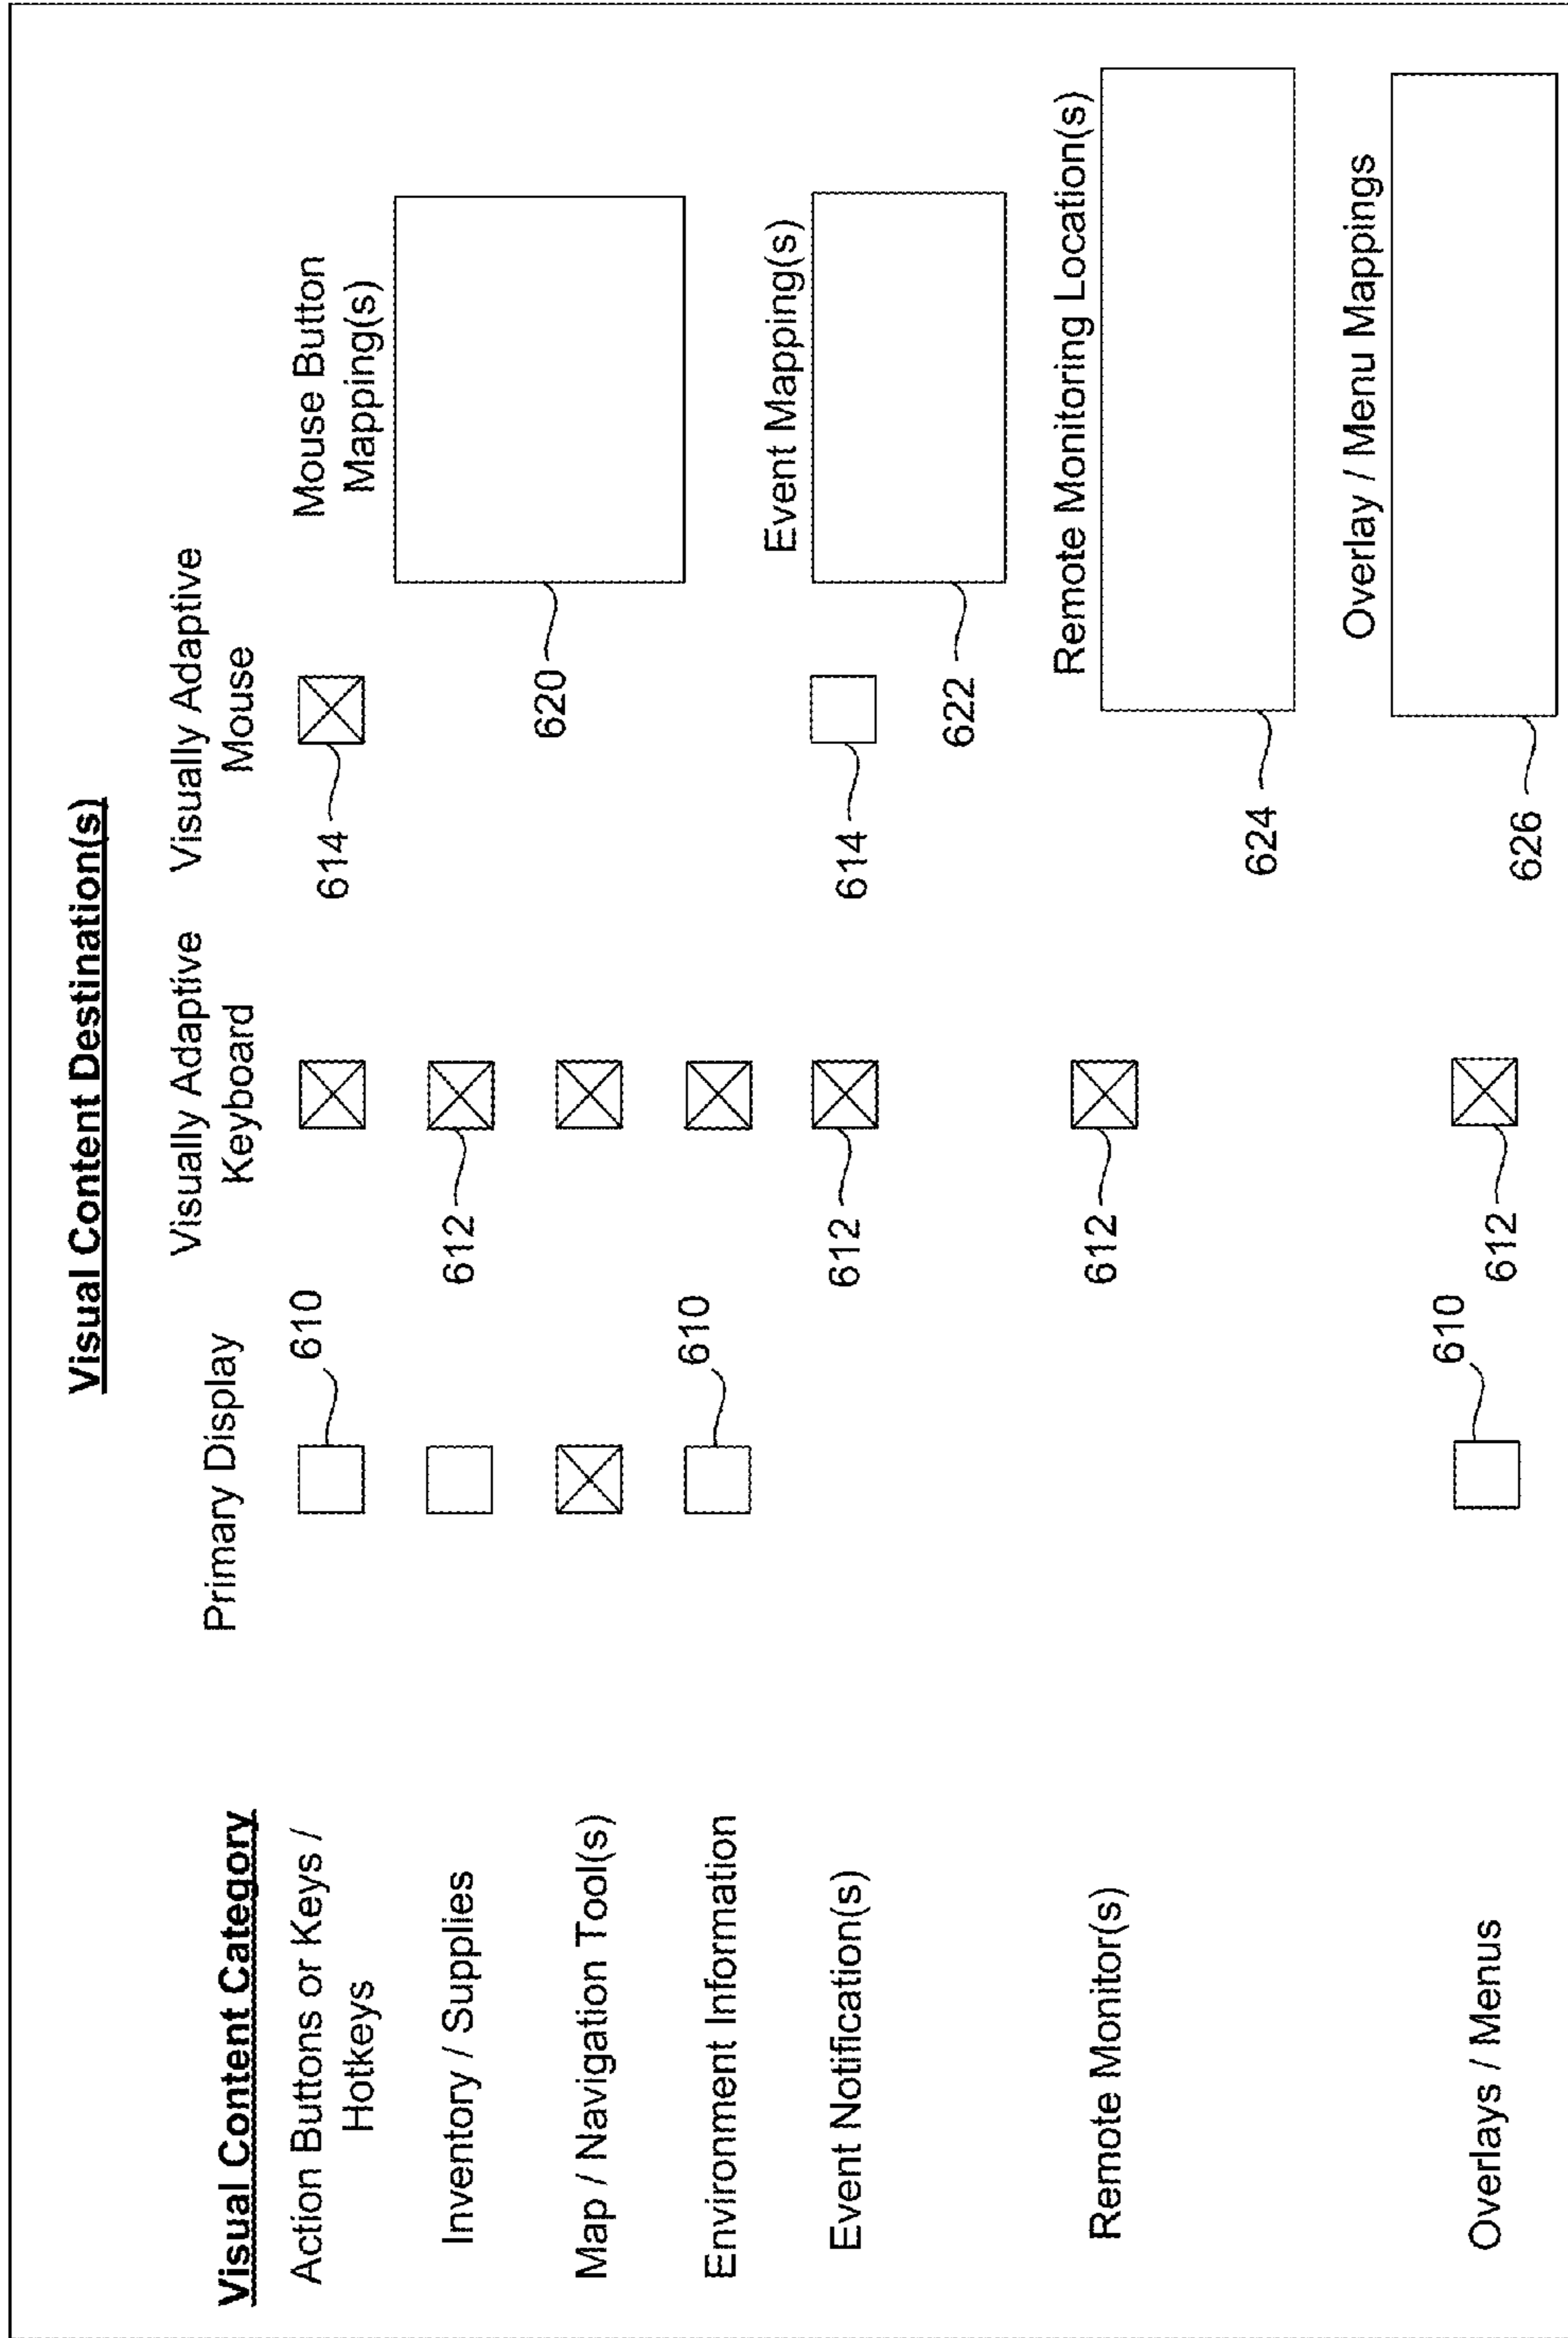 Visual Content Destination(s)
Visual Content Category
Primary Display
Visually Adaptive
Keyboard
Visually Adaptive
Mouse
Action Buttons or Keys /
Hotkeys
610
614
Mouse Button
Mapping(s)
620
Inventory / Supplies
612
Map / Navigation Tool(s)
Environment Information
610
Event Notification(s)
612
614
Event Mapping(s)
622
Remote Monitor(s)
612
Remote Monitoring Location(s)
624
Overlays / Menus
610
612
Overlay / Menu Mappings
626